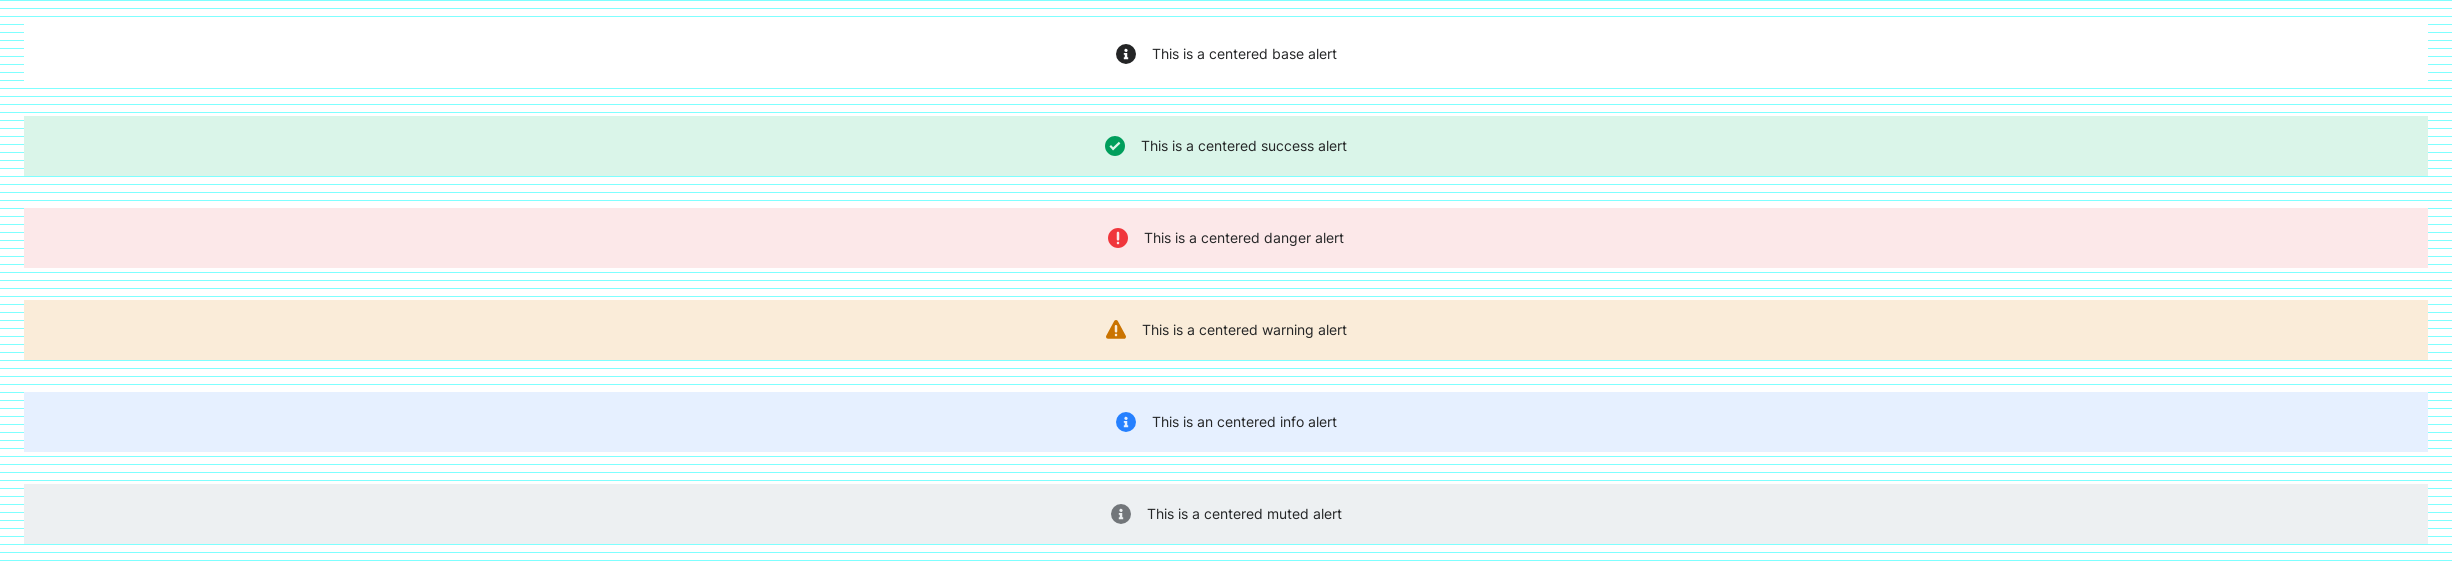 This is a centered base alert
This is a centered success alert
This is a centered danger alert
This is a centered warning alert
This is an centered info alert
This is a centered muted alert